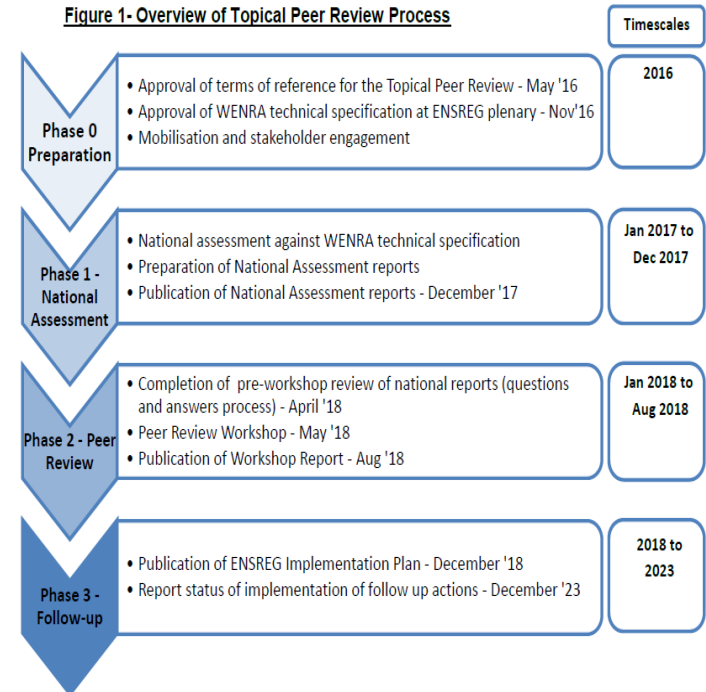 Figure 1- Overview of Topical Peer Review Process
Timescales
Phase 0
Preparation
• Approval of terms of reference for the Topical Peer Review - May '16
• Approval of WENRA technical specification at ENSREG plenary - Nov'16
• Mobilisation and stakeholder engagement
2016
Phase 1 -
National
Assessment
• National assessment against WENRA technical specification
• Preparation of National Assessment reports
• Publication of National Assessment reports - December '17
Jan 2017 to
Dec 2017
Phase 2 - Peer
Review
• Completion of pre-workshop review of national reports (questions
and answers process) - April '18
• Peer Review Workshop - May '18
• Publication of Workshop Report - Aug '18
Jan 2018 to
Aug 2018
Phase 3 -
Follow-up
• Publication of ENSREG Implementation Plan - December '18
• Report status of implementation of follow up actions - December '23
2018 to
2023